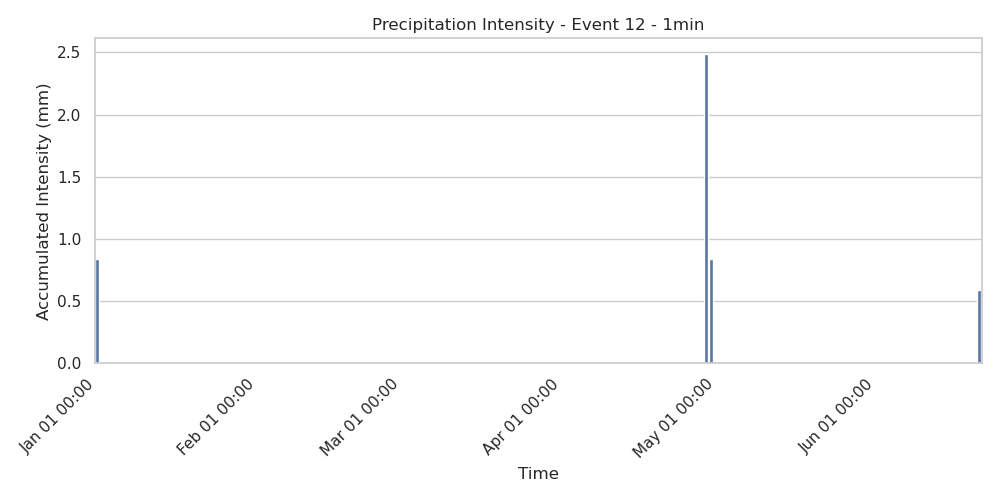 Precipitation Intensity - Event 12 - 1min
Accumulated Intensity (mm)
2.5
2.0
1.5
1.0
0.5
0.0
Jan 01 00:00
Feb 01 00:00
Mar 01 00:00
Apr 01 00:00
May 01 00:00
Jun 01 00:00
Time